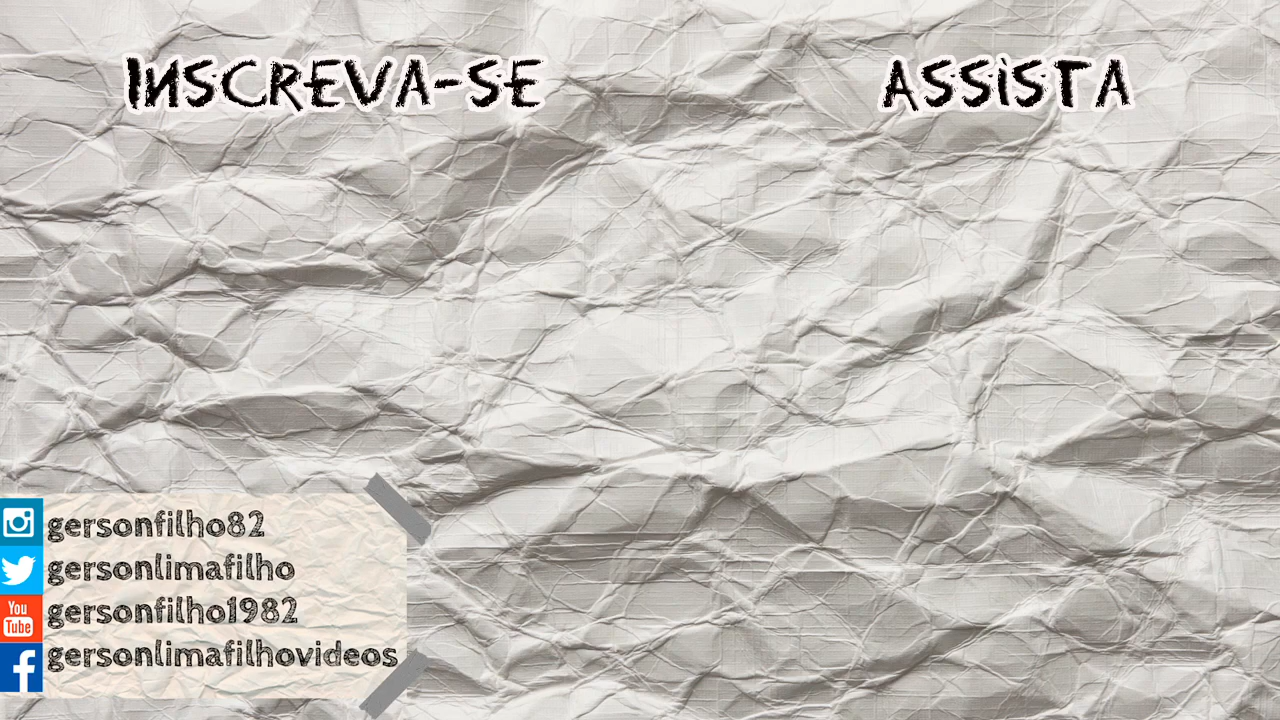 INSCREVA-SE
ASSISTA
gersonfilho82
gersonlimafilho
You
Tube
gersonfilho1982
gersonlimafilhovideos